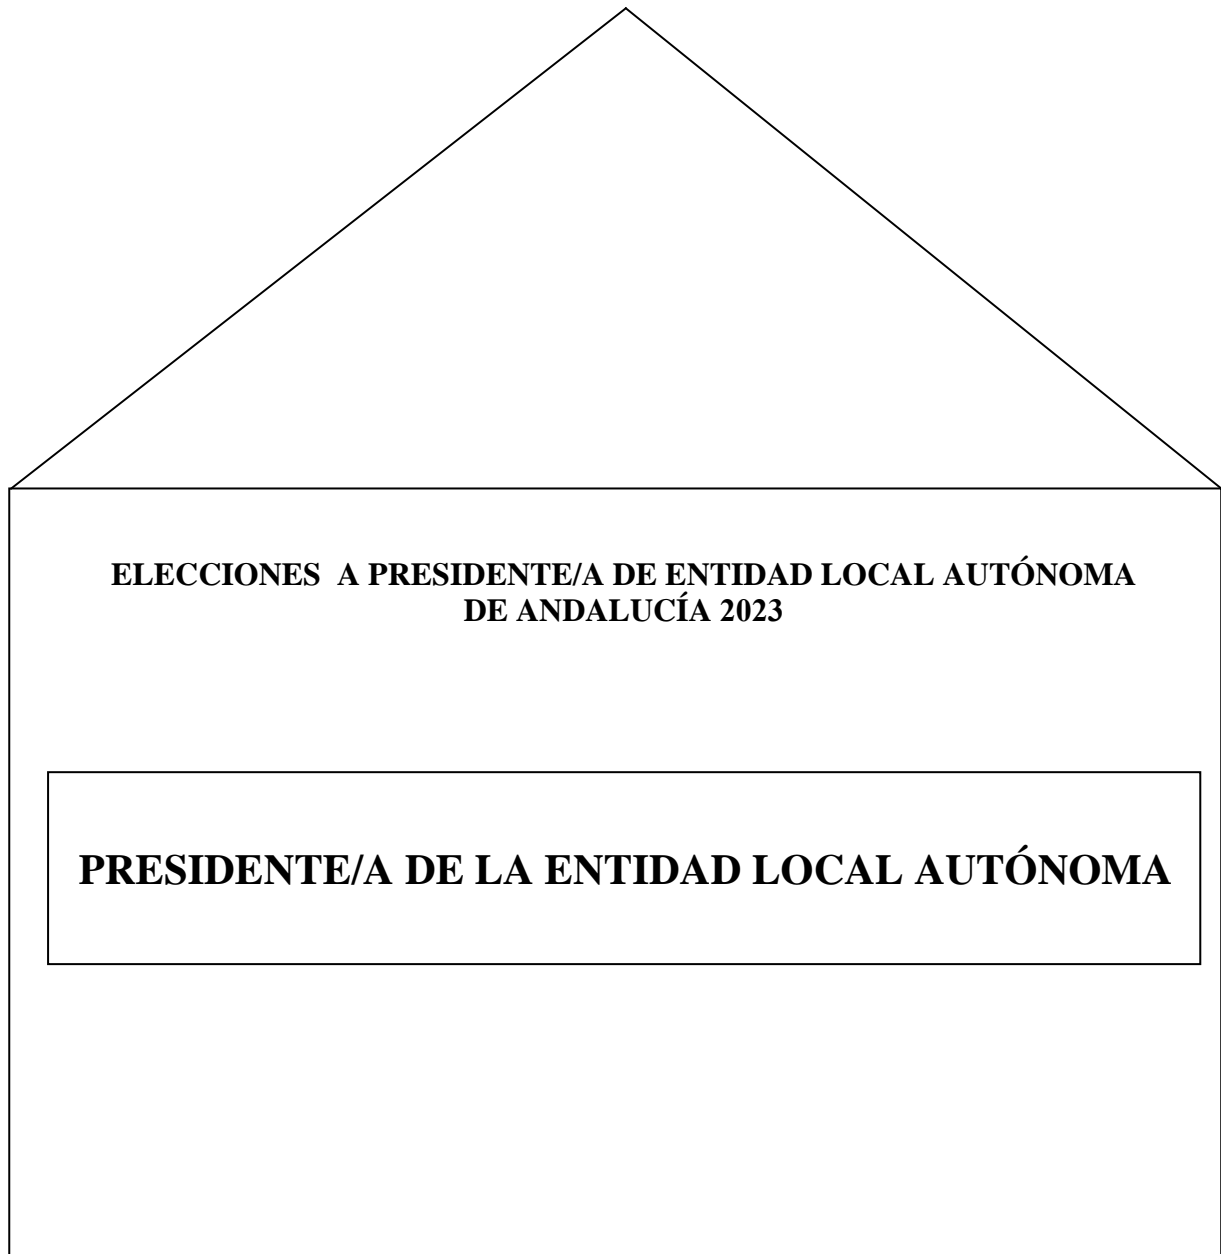 ELECCIONES A PRESIDENTE/A DE ENTIDAD LOCAL AUTÓNOMA
DE ANDALUCÍA 2023
PRESIDENTE/A DE LA ENTIDAD LOCAL AUTÓNOMA